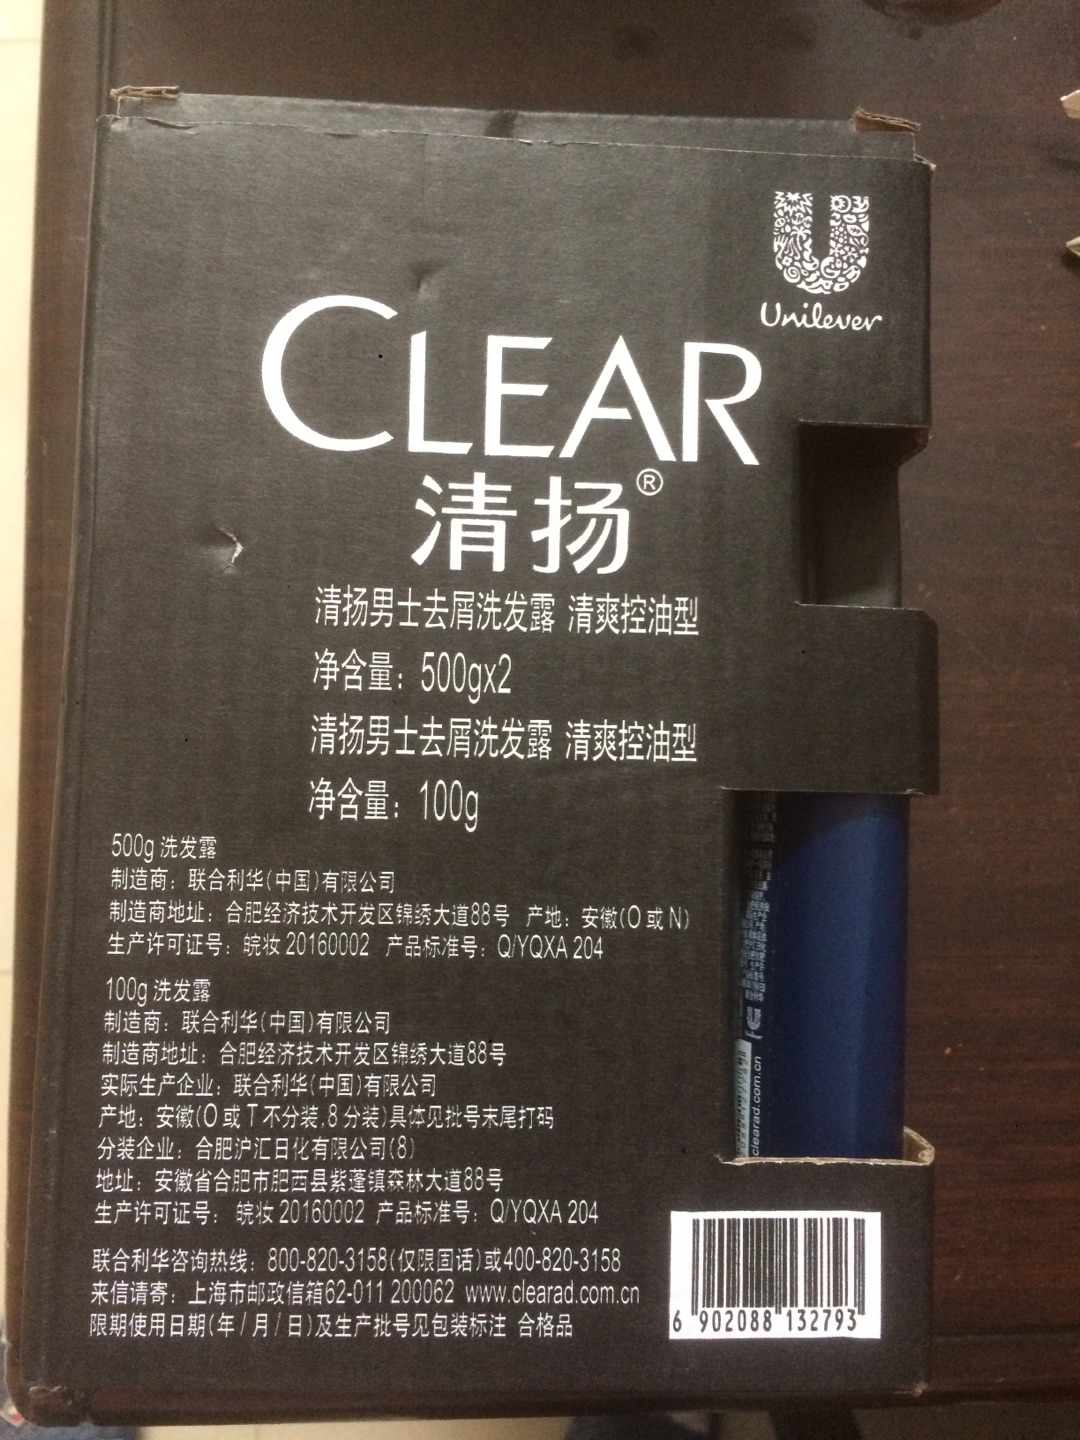 Unilever
CLEAR
清扬®
清扬男士去屑洗发露 清爽控油型
净含量：500gx2
清扬男士去屑洗发露 清爽控油型
净含量：100g
500g 洗发露
制造商：联合利华(中国)有限公司
制造商地址：合肥经济技术开发区锦绣大道88号 产地：安徽(O 或 N)
生产许可证号：皖妆 20160002 产品标准号：Q/YQXA 204
100g 洗发露
制造商：联合利华(中国)有限公司
制造商地址：合肥经济技术开发区锦绣大道88号
实际生产企业：联合利华(中国)有限公司
产地：安徽(O 或 T 不分装,8 分装)具体见批号末尾打码
分装企业：合肥沪汇日化有限公司(8)
地址：安徽省合肥市肥西县紫蓬镇森林大道88号
生产许可证号：皖妆 20160002 产品标准号：Q/YQXA 204
联合利华咨询热线：800-820-3158(仅限固话)或400-820-3158
来信请寄：上海市邮政信箱62-011 200062 www.clearad.com.cn
限期使用日期(年/月/日)及生产批号见包装标注 合格品
clearad.com.cn
6 902088 132793